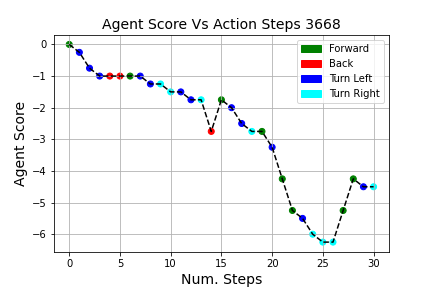 Agent Score Vs Action Steps 3668
Forward
Back
Turn Left
Turn Right
Agent Score
0
−1
−2
−3
−4
−5
−6
0 5 10 15 20 25 30
Num. Steps